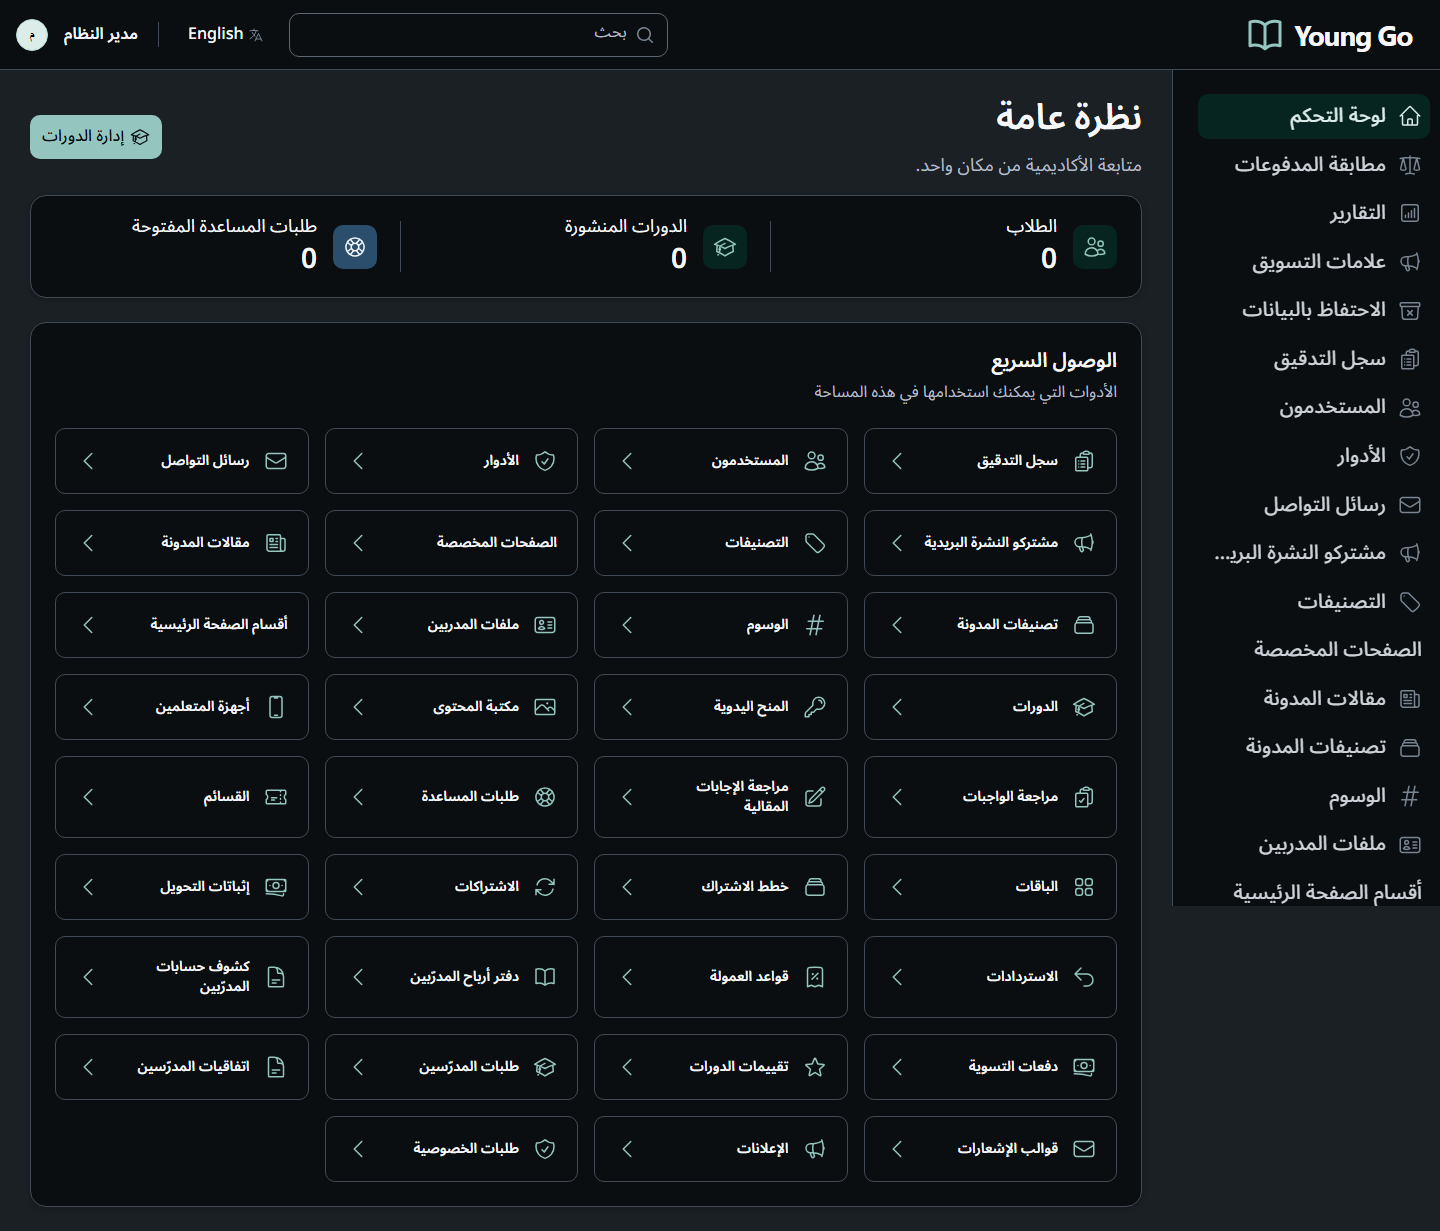 Young Go
بحث
English
مدير النظام
م
لوحة التحكم
مطابقة المدفوعات
التقارير
علامات التسويق
الاحتفاظ بالبيانات
سجل التدقيق
المستخدمون
الأدوار
رسائل التواصل
مشتركو النشرة البريـ...
التصنيفات
الصفحات المخصصة
مقالات المدونة
تصنيفات المدونة
الوسوم
ملفات المدربين
أقسام الصفحة الرئيسية
نظرة عامة
متابعة الأكاديمية من مكان واحد.
إدارة الدورات
الطلاب
0
الدورات المنشورة
0
طلبات المساعدة المفتوحة
0
الوصول السريع
الأدوات التي يمكنك استخدامها في هذه المساحة
سجل التدقيق
المستخدمون
الأدوار
رسائل التواصل
مشتركو النشرة البريدية
التصنيفات
الصفحات المخصصة
مقالات المدونة
تصنيفات المدونة
الوسوم
ملفات المدربين
أقسام الصفحة الرئيسية
الدورات
المنح اليدوية
مكتبة المحتوى
أجهزة المتعلمين
مراجعة الواجبات
مراجعة الإجابات
المقالية
طلبات المساعدة
القسائم
الباقات
خطط الاشتراك
الاشتراكات
إثباتات التحويل
الاستردادات
قواعد العمولة
دفتر أرباح المدرّبين
كشوف حسابات
المدرّبين
دفعات التسوية
تقييمات الدورات
طلبات المدرّسين
اتفاقيات المدرّسين
قوالب الإشعارات
الإعلانات
طلبات الخصوصية